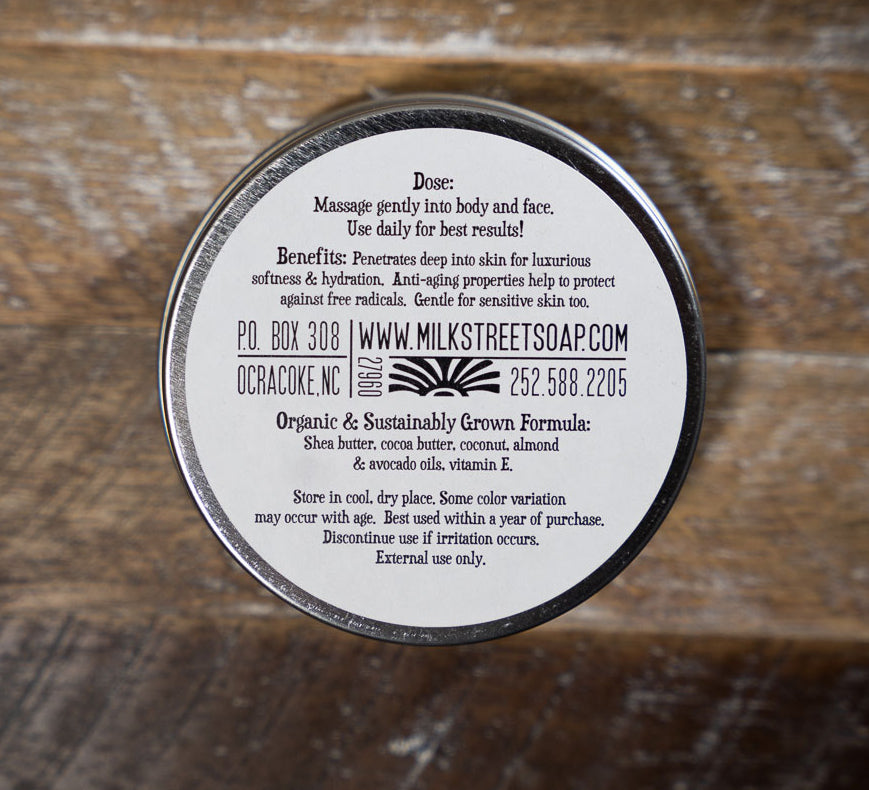 Dose:
Massage gently into body and face.
Use daily for best results!
Benefits: Penetrates deep into skin for luxurious
softness & hydration. Anti-aging properties help to protect
against free radicals. Gentle for sensitive skin too.
P.O. BOX 308
OCRACOKE,NC
27960
WWW.MILKSTREETSOAP.COM
252.588.2205
Organic & Sustainably Grown Formula:
Shea butter, cocoa butter, coconut, almond
& avocado oils, vitamin E.
Store in cool, dry place. Some color variation
may occur with age. Best used within a year of purchase.
Discontinue use if irritation occurs.
External use only.